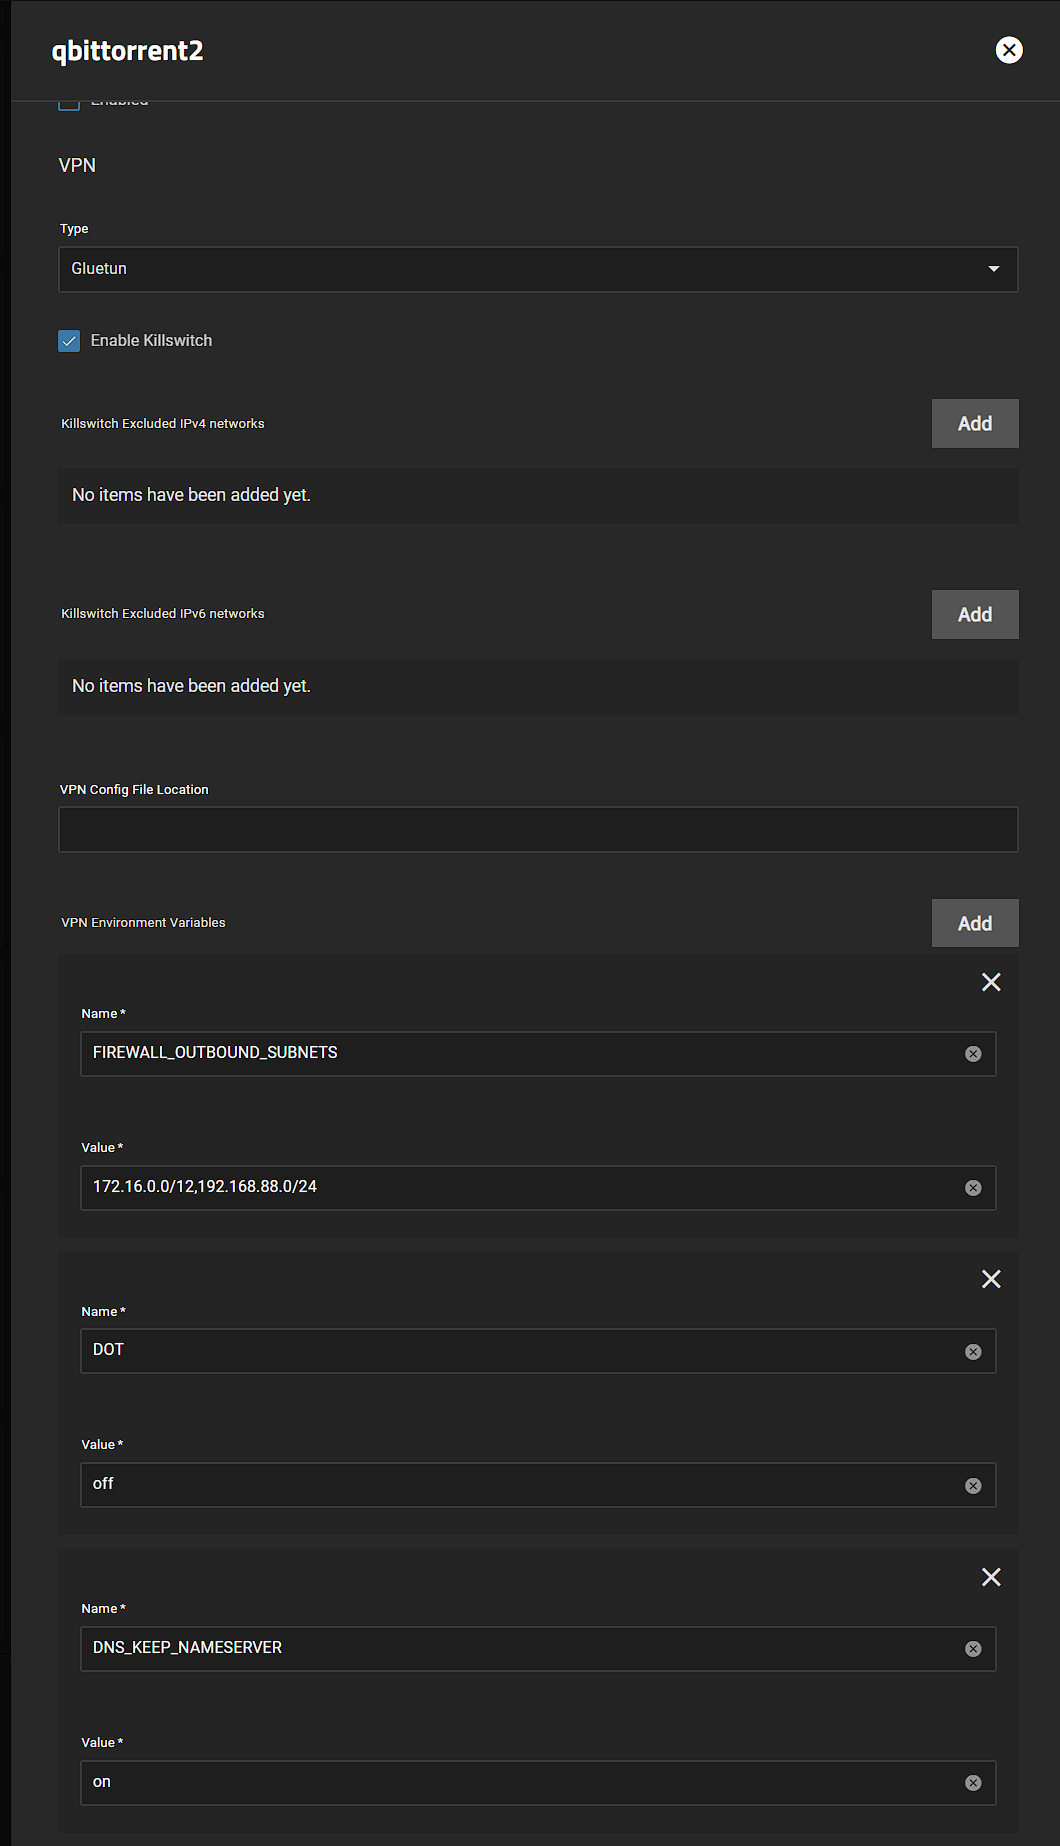 qbittorrent2
Enabled
VPN
Type
Gluetun
Enable Killswitch
Killswitch Excluded IPv4 networks
Add
No items have been added yet.
Killswitch Excluded IPv6 networks
Add
No items have been added yet.
VPN Config File Location
VPN Environment Variables
Add
Name *
FIREWALL_OUTBOUND_SUBNETS
Value *
172.16.0.0/12,192.168.88.0/24
Name *
DOT
Value *
off
Name *
DNS_KEEP_NAMESERVER
Value *
on